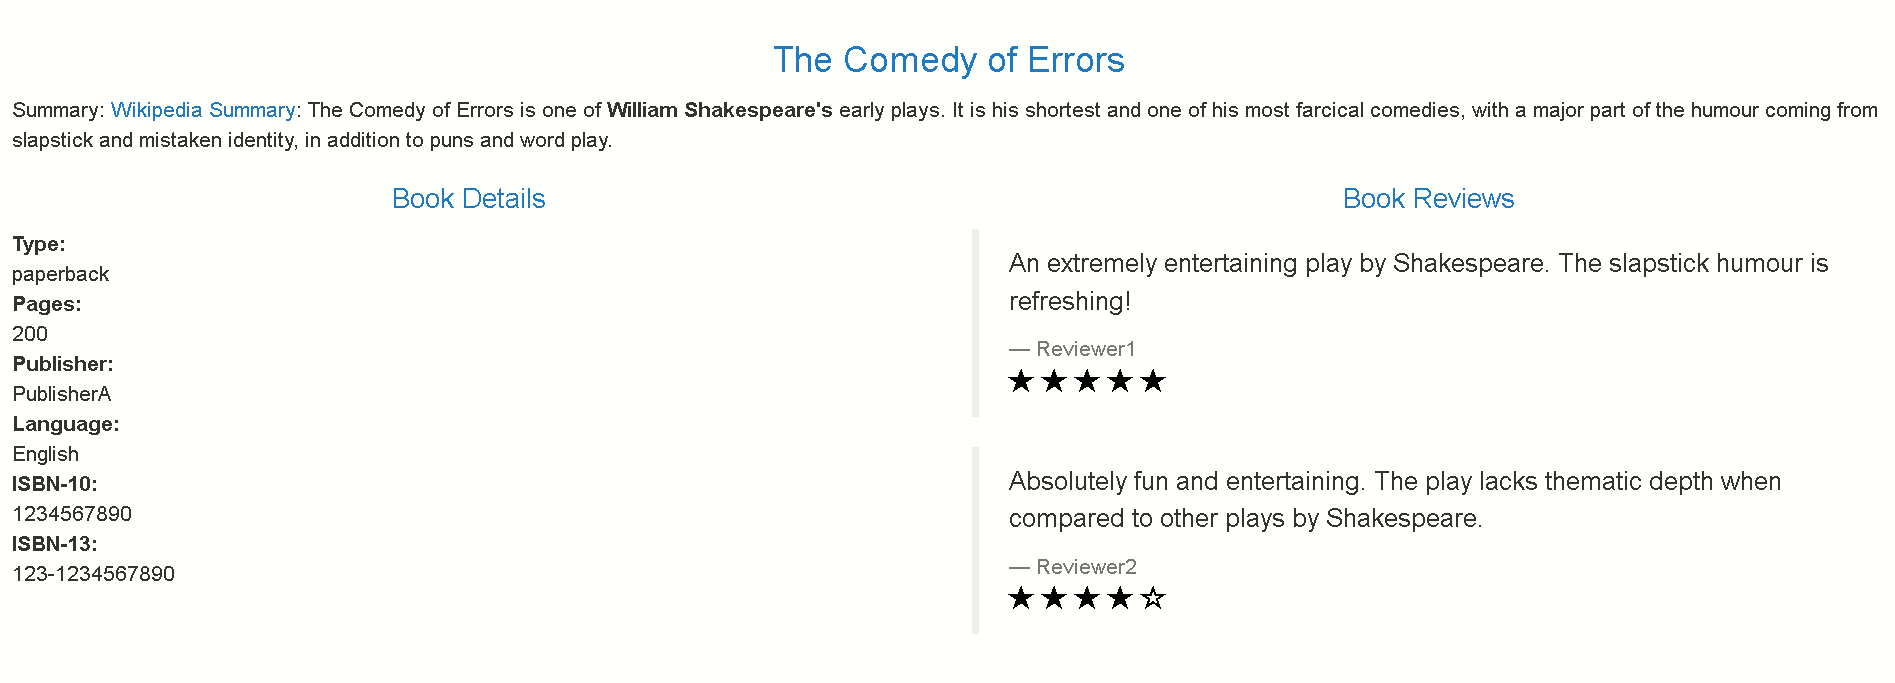 The Comedy of Errors
Summary: Wikipedia Summary: The Comedy of Errors is one of William Shakespeare's early plays. It is his shortest and one of his most farcical comedies, with a major part of the humour coming from
slapstick and mistaken identity, in addition to puns and word play.
Book Details
Type:
paperback
Pages:
200
Publisher:
PublisherA
Language:
English
ISBN-10:
1234567890
ISBN-13:
123-1234567890
Book Reviews
An extremely entertaining play by Shakespeare. The slapstick humour is
refreshing!
— Reviewer1
★★★★★
Absolutely fun and entertaining. The play lacks thematic depth when
compared to other plays by Shakespeare.
— Reviewer2
★★★★☆